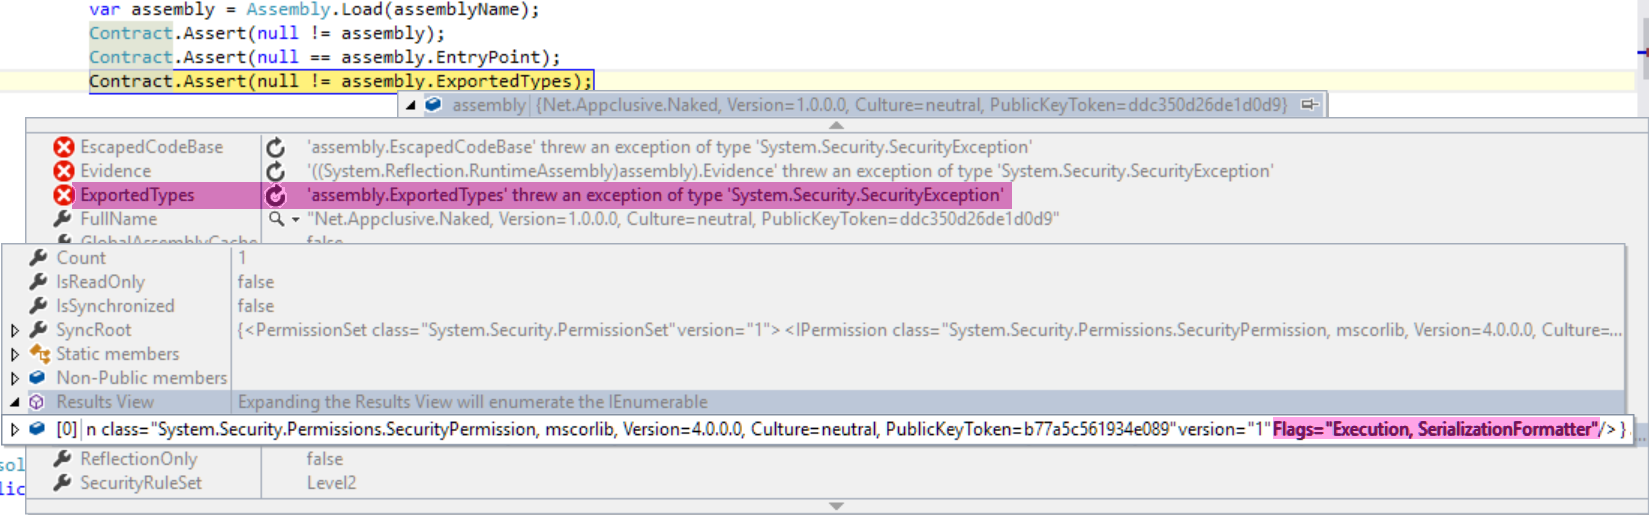 var assembly = Assembly.Load(assemblyName);
Contract.Assert(null != assembly);
Contract.Assert(null == assembly.EntryPoint);
Contract.Assert(null != assembly.ExportedTypes);
assembly {Net.Appclusive.Naked, Version=1.0.0.0, Culture=neutral, PublicKeyToken=ddc350d26de1d0d9}
EscapedCodeBase 'assembly.EscapedCodeBase' threw an exception of type 'System.Security.SecurityException'
Evidence '((System.Reflection.RuntimeAssembly)assembly).Evidence' threw an exception of type 'System.Security.SecurityException'
ExportedTypes 'assembly.ExportedTypes' threw an exception of type 'System.Security.SecurityException'
FullName "Net.Appclusive.Naked, Version=1.0.0.0, Culture=neutral, PublicKeyToken=ddc350d26de1d0d9"
GlobalAssemblyCache false
Count 1
IsReadOnly false
IsSynchronized false
SyncRoot {<PermissionSet class="System.Security.PermissionSet"version="1"> <IPermission class="System.Security.Permissions.SecurityPermission, mscorlib, Version=4.0.0.0, Culture=...
Static members
Non-Public members
Results View Expanding the Results View will enumerate the IEnumerable
[0] n class="System.Security.Permissions.SecurityPermission, mscorlib, Version=4.0.0.0, Culture=neutral, PublicKeyToken=b77a5c561934e089"version="1"Flags="Execution, SerializationFormatter"/> }
sol ReflectionOnly false
lic SecurityRuleSet Level2